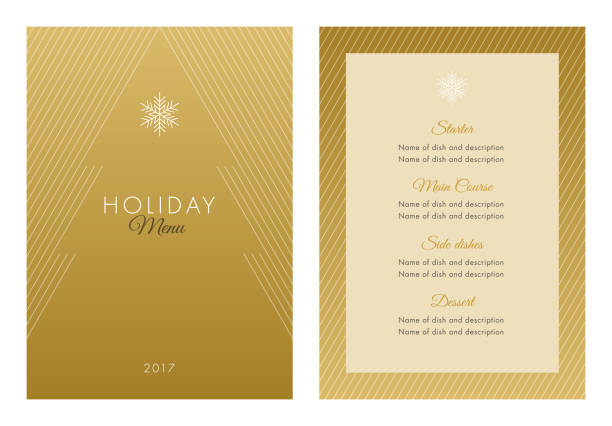 HOLIDAY
Menu
2017
Starter
Name of dish and description
Name of dish and description
Main Course
Name of dish and description
Name of dish and description
Side dishes
Name of dish and description
Name of dish and description
Dessert
Name of dish and description
Name of dish and description